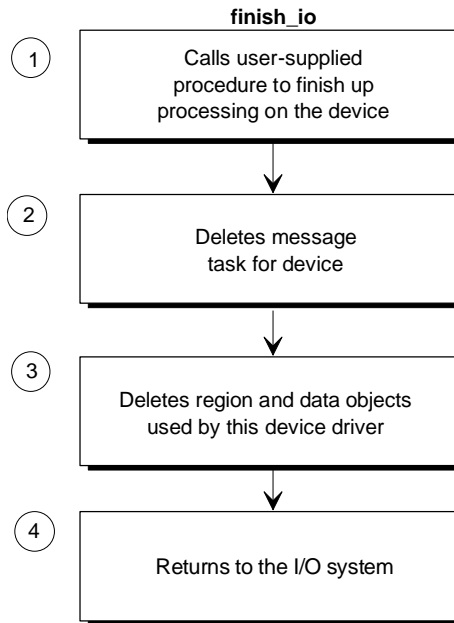 finish_io
1
Calls user-supplied
procedure to finish up
processing on the device
2
Deletes message
task for device
3
Deletes region and data objects
used by this device driver
4
Returns to the I/O system